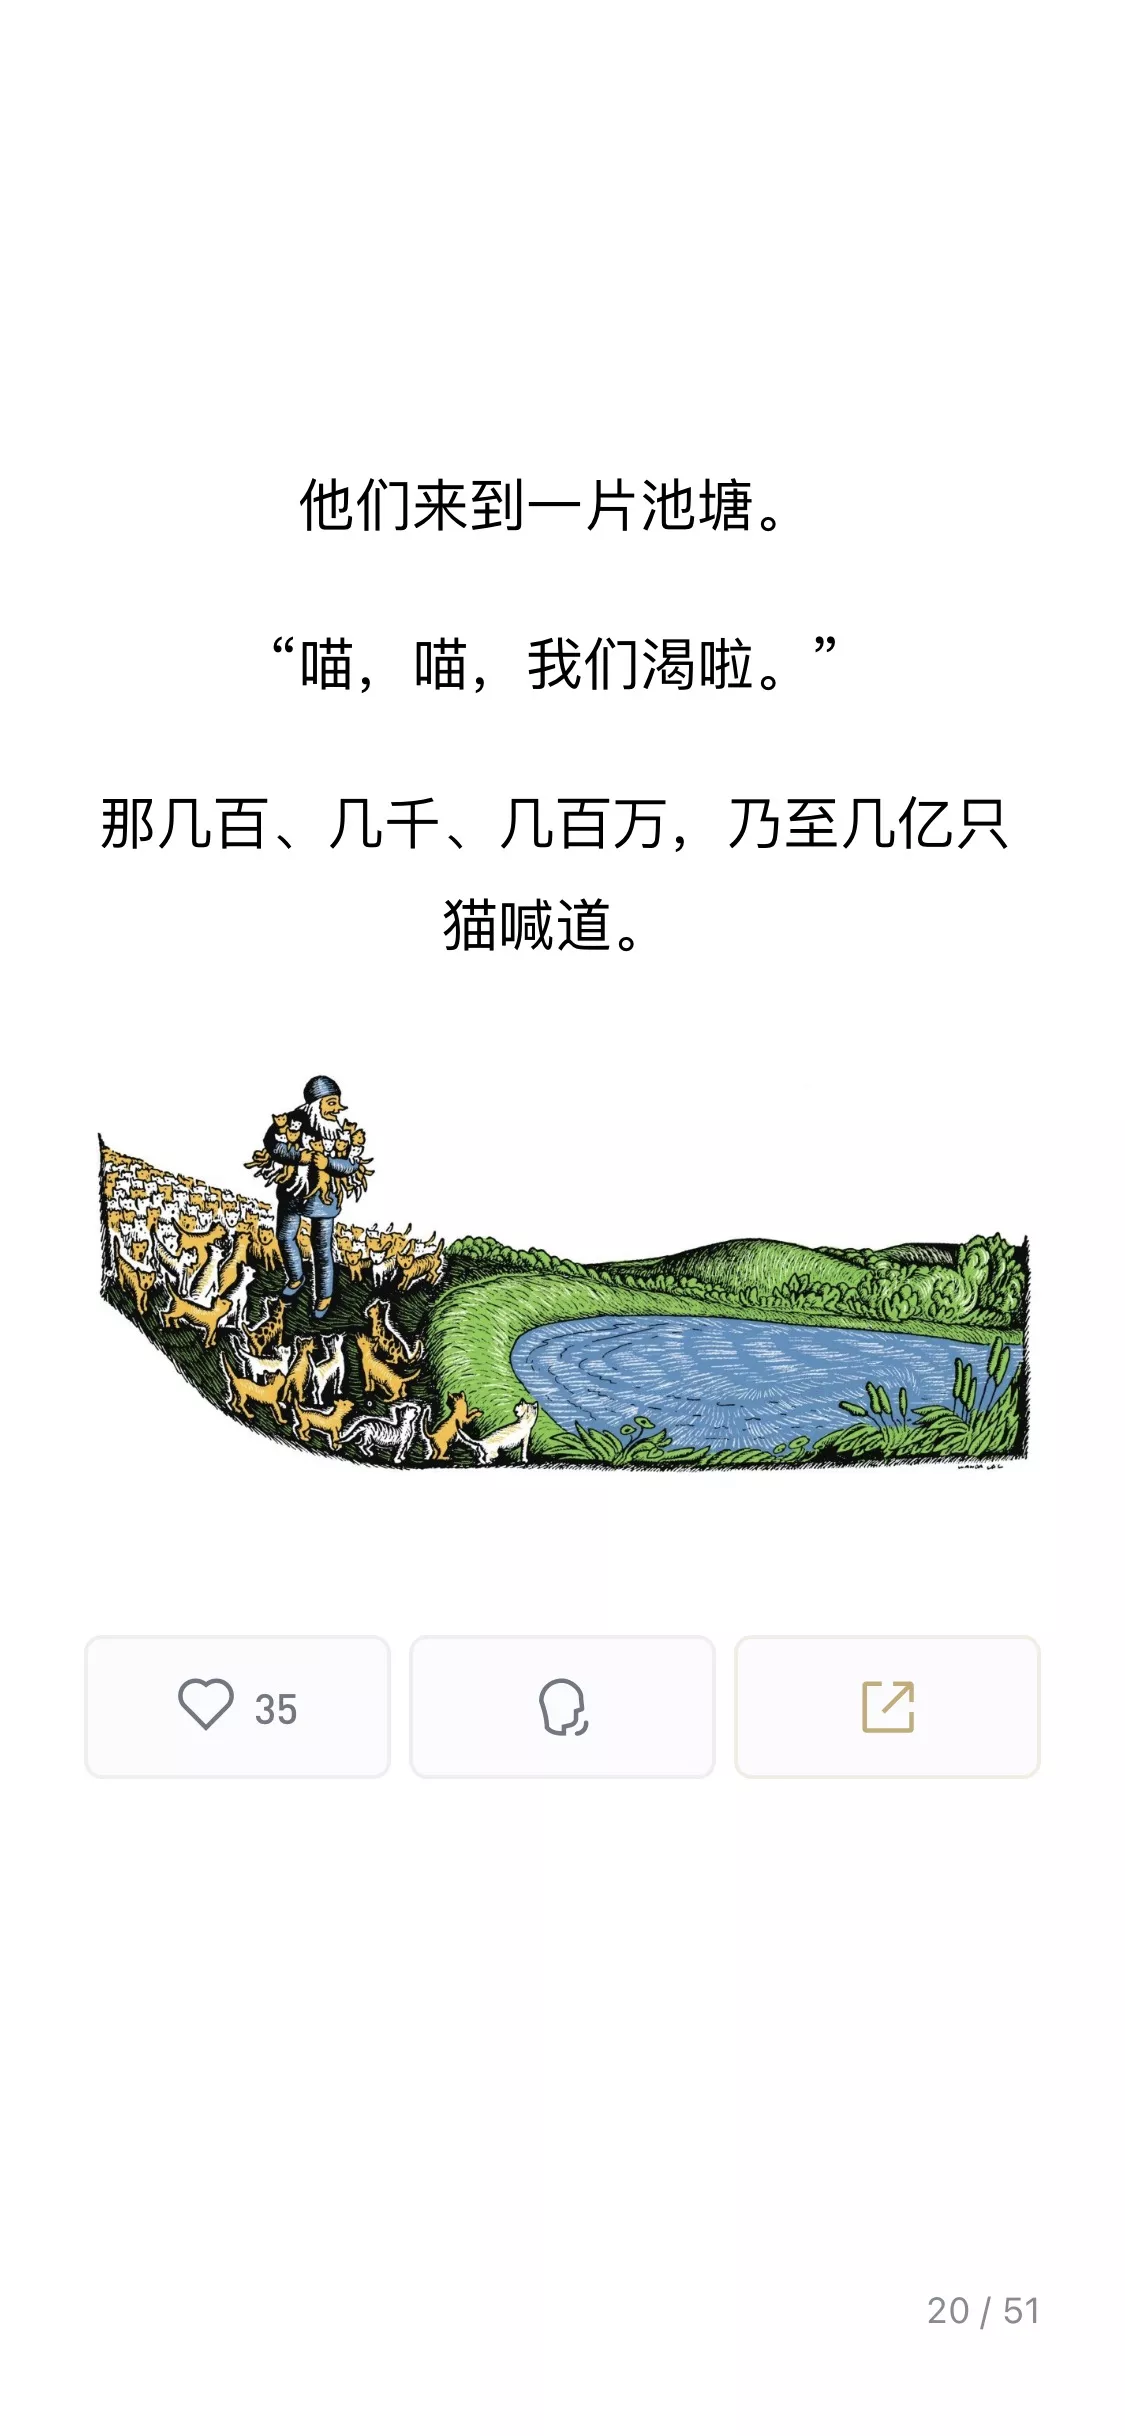 他们来到一片池塘。
“喵，喵，我们渴啦。”
那几百、几千、几百万，乃至几亿只
猫喊道。
35
20 / 51